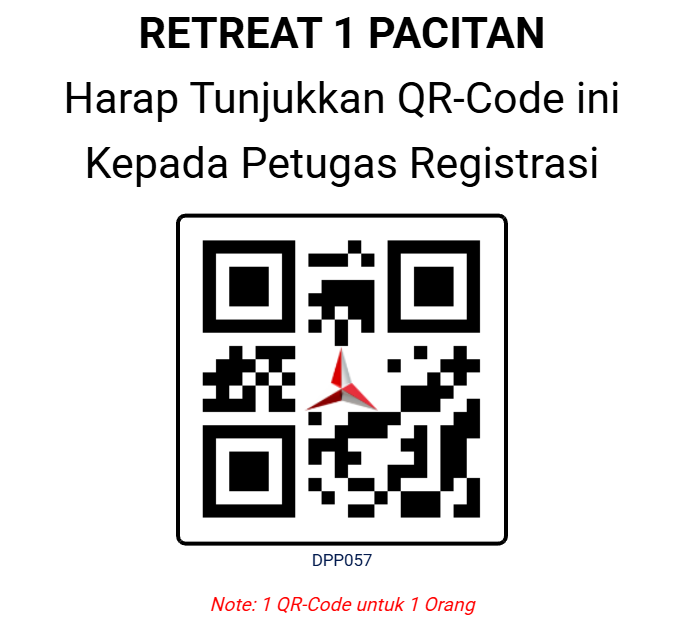 RETREAT 1 PACITAN
Harap Tunjukkan QR-Code ini
Kepada Petugas Registrasi
DPP057
Note: 1 QR-Code untuk 1 Orang